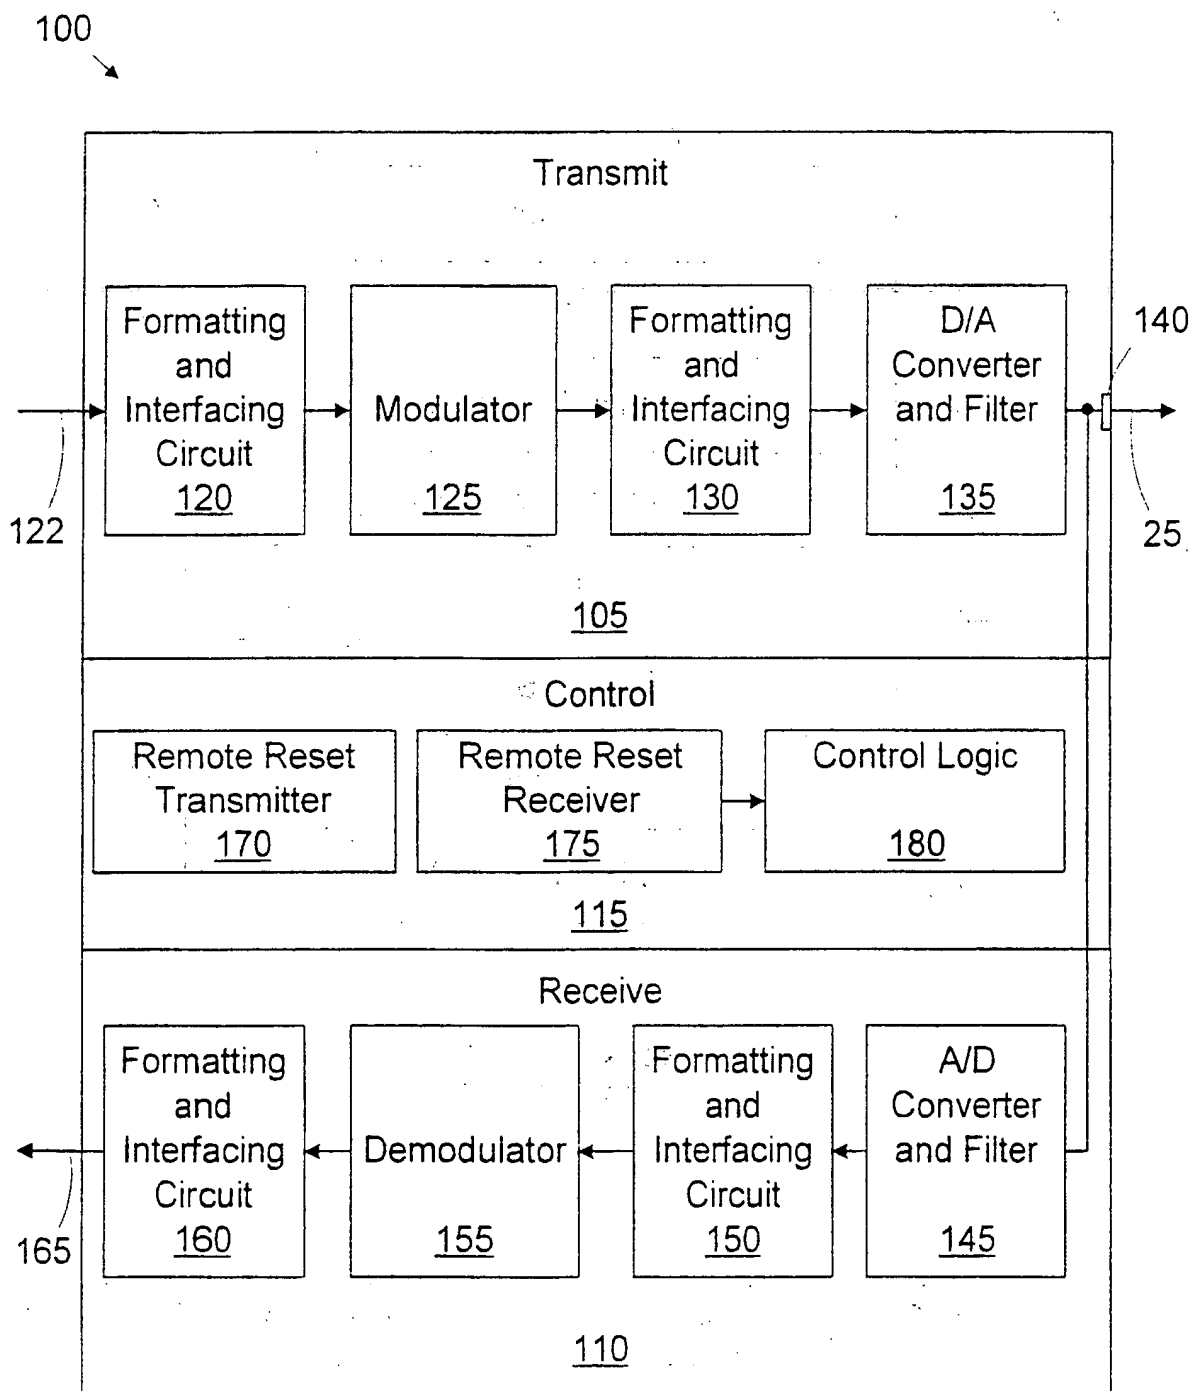 100
Transmit
Formatting
and
Interfacing
Circuit
120
Modulator
125
Formatting
and
Interfacing
Circuit
130
D/A
Converter
and Filter
135
140
122
25
105
Control
Remote Reset
Transmitter
170
Remote Reset
Receiver
175
Control Logic
180
115
Receive
Formatting
and
Interfacing
Circuit
160
Demodulator
155
Formatting
and
Interfacing
Circuit
150
A/D
Converter
and Filter
145
165
110